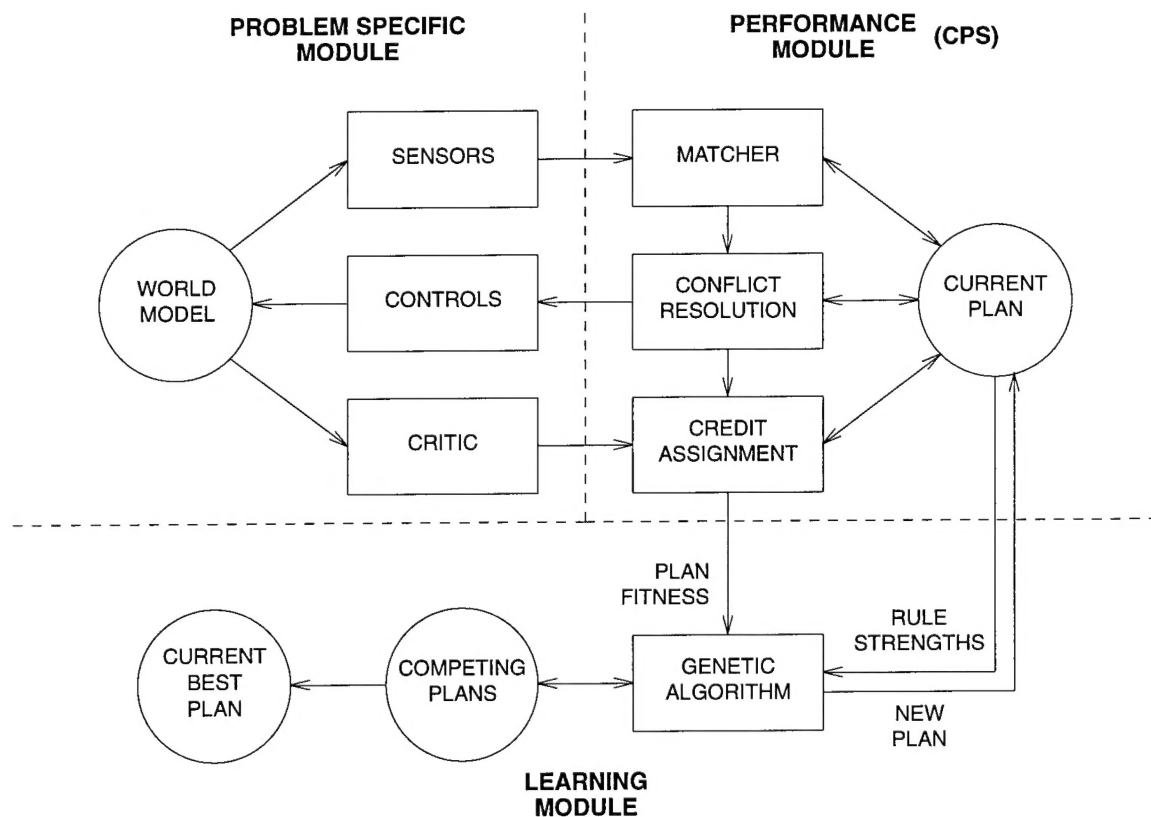 PROBLEM SPECIFIC
MODULE
PERFORMANCE
MODULE (CPS)
SENSORS
MATCHER
WORLD
MODEL
CONTROLS
CONFLICT
RESOLUTION
CURRENT
PLAN
CRITIC
CREDIT
ASSIGNMENT
PLAN
FITNESS
RULE
STRENGTHS
CURRENT
BEST
PLAN
COMPETING
PLANS
GENETIC
ALGORITHM
NEW
PLAN
LEARNING
MODULE